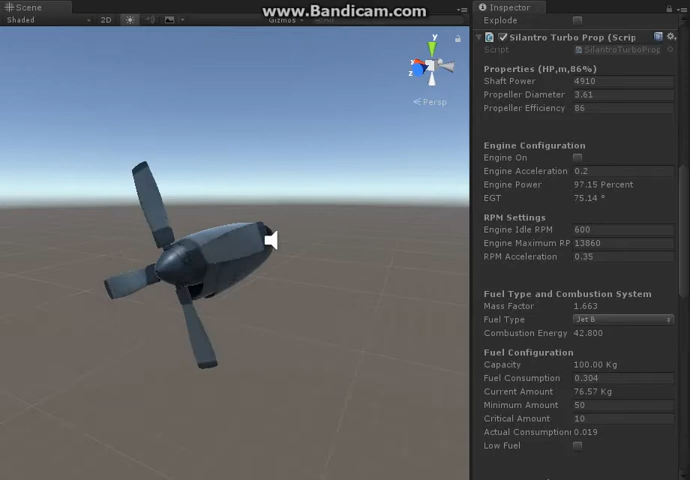 www.Bandicam.com
Scene
Shaded
2D
Gizmos
All
y
x
z
Persp
Inspector
Explode
Silantro Turbo Prop (Scrip
Script
SilantroTurboProp
Properties (HP,m,86%)
Shaft Power 4910
Propeller Diameter 3.61
Propeller Efficiency 86
Engine Configuration
Engine On
Engine Acceleration 0.2
Engine Power 97.15 Percent
EGT 75.14 °
RPM Settings
Engine Idle RPM 600
Engine Maximum RP 13860
RPM Acceleration 0.35
Fuel Type and Combustion System
Mass Factor 1.663
Fuel Type Jet B
Combustion Energy 42.800
Fuel Configuration
Capacity 100.00 Kg
Fuel Consumption 0.304
Current Amount 76.57 Kg
Minimum Amount 50
Critical Amount 10
Actual Consumption 0.019
Low Fuel